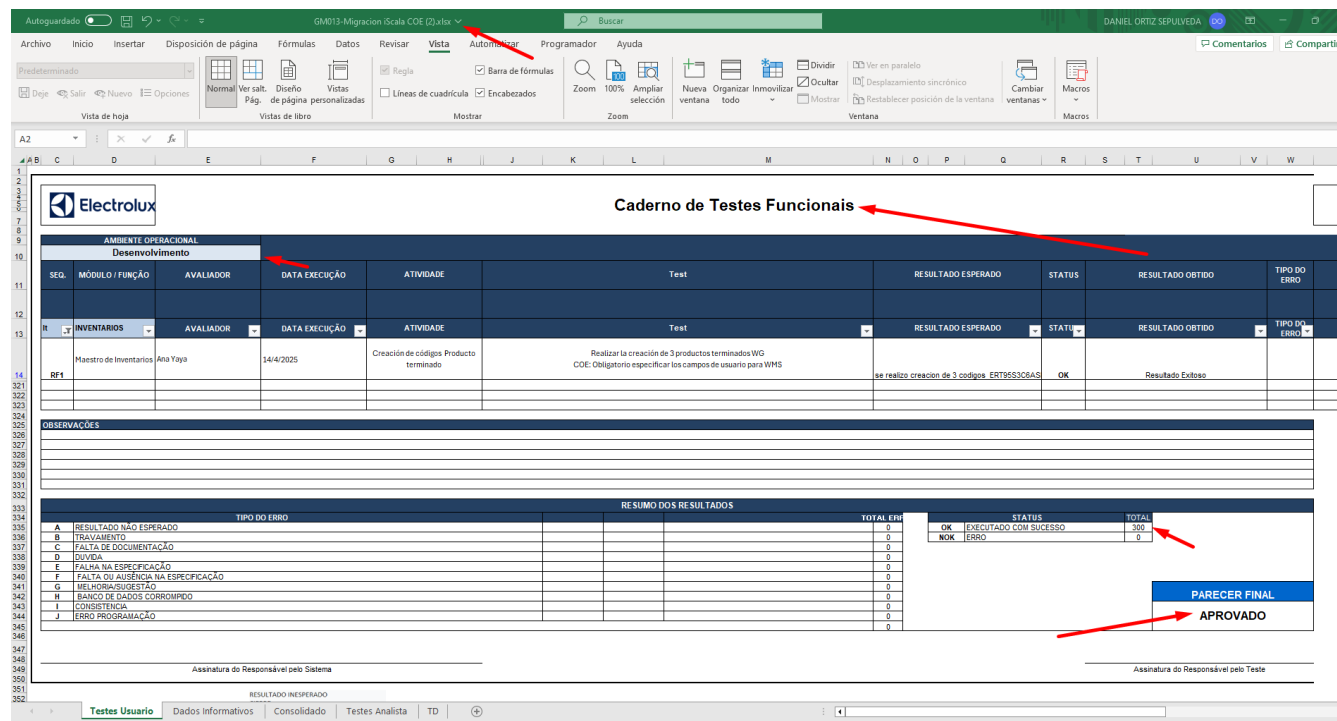 Autoguardado
GM013-Migracion iScala COE (2).xlsx
Buscar
DANIEL ORTIZ SEPULVEDA DO
Archivo Inicio Insertar Disposición de página Fórmulas Datos Revisar Vista Automatizar Programador Ayuda
Comentarios Compartir
Predeterminado
Deje Salir Nuevo Opciones
Vista de hoja
Normal Ver salt. Pág. Diseño de página Vistas personalizadas
Vistas de libro
Regla Barra de fórmulas
Líneas de cuadrícula Encabezados
Mostrar
Zoom 100% Ampliar selección
Zoom
Nueva ventana Organizar todo Inmovilizar
Dividir
Ocultar
Mostrar
Ver en paralelo
Desplazamiento sincrónico
Restablecer posición de la ventana
Cambiar ventanas
Ventana
Macros
Macros
A2 fx
A B C D E F G H J K L M N O P Q R S T U V W
Electrolux
Caderno de Testes Funcionais
AMBIENTE OPERACIONAL
Desenvolvimento
SEQ. MÓDULO / FUNÇÃO AVALIADOR DATA EXECUÇÃO ATIVIDADE Test RESULTADO ESPERADO STATUS RESULTADO OBTIDO TIPO DO ERRO
It INVENTARIOS AVALIADOR DATA EXECUÇÃO ATIVIDADE Test RESULTADO ESPERADO RESULTADO OBTIDO TIPO DO ERRO
RF1 Maestro de Inventarios Ana Yaya 14/4/2025 Creación de códigos Producto terminado
Realizar la creación de 3 productos terminados WG
COE: Obligatorio especificar los campos de usuario para WMS
se realizo creacion de 3 codigos ERT95S3C6AS OK Resultado Exitoso
OBSERVAÇÕES
RESUMO DOS RESULTADOS
TIPO DO ERRO TOTAL ERR
A RESULTADO NÃO ESPERADO 0
B TRAVAMENTO 0
C FALTA DE DOCUMENTAÇÃO 0
D DUVIDA 0
E FALHA NA ESPECIFICAÇÃO 0
F FALTA OU AUSÊNCIA NA ESPECIFICAÇÃO 0
G MELHORIA/SUGESTÃO 0
H BANCO DE DADOS CORROMPIDO 0
I CONSISTENCIA 0
J ERRO PROGRAMAÇÃO 0
0
STATUS TOTAL
OK EXECUTADO COM SUCESSO 300
NOK ERRO 0
PARECER FINAL
APROVADO
Assinatura do Responsável pelo Sistema
Assinatura do Responsável pelo Teste
RESULTADO INESPERADO
Testes Usuario Dados Informativos Consolidado Testes Analista TD